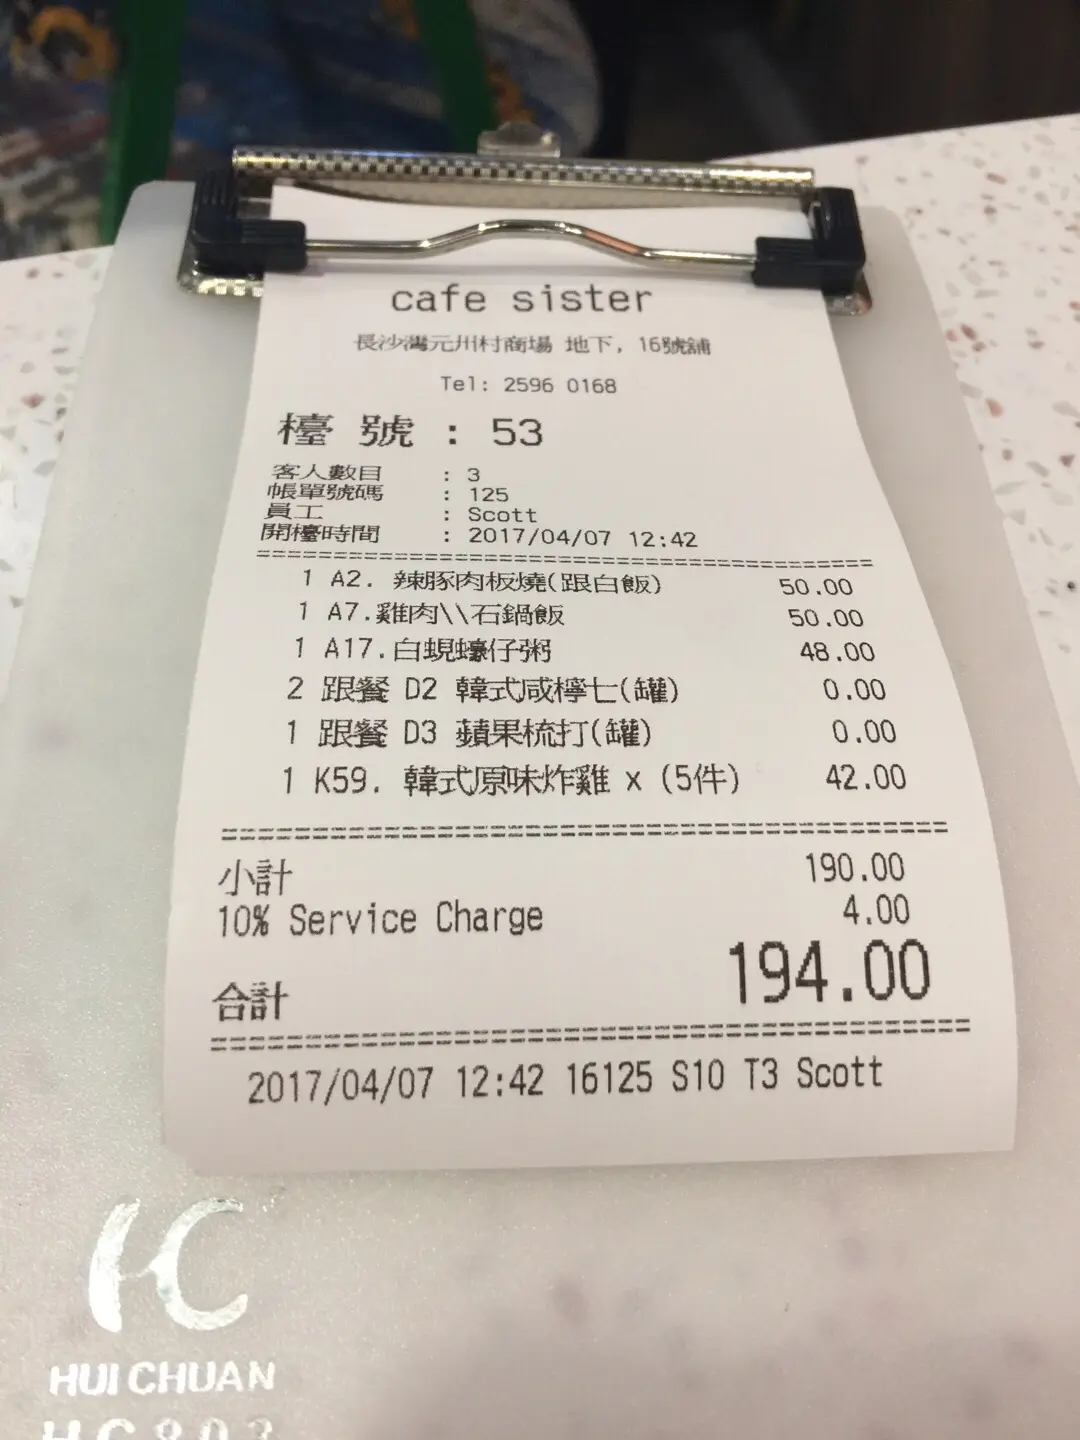 cafe sister
長沙灣元州村商場 地下, 16號舖
Tel: 2596 0168
檯 號 : 53
客人數目 : 3
帳單號碼 : 125
員工 : Scott
開檯時間 : 2017/04/07 12:42
1 A2. 辣豚肉板燒(跟白飯) 50.00
1 A7.雞肉\\石鍋飯 50.00
1 A17.白蜆蠔仔粥 48.00
2 跟餐 D2 韓式咸檸七(罐) 0.00
1 跟餐 D3 蘋果梳打(罐) 0.00
1 K59. 韓式原味炸雞 x (5件) 42.00
小計 190.00
10% Service Charge 4.00
合計 194.00
2017/04/07 12:42 16125 S10 T3 Scott
HC
HUI CHUAN
HC803